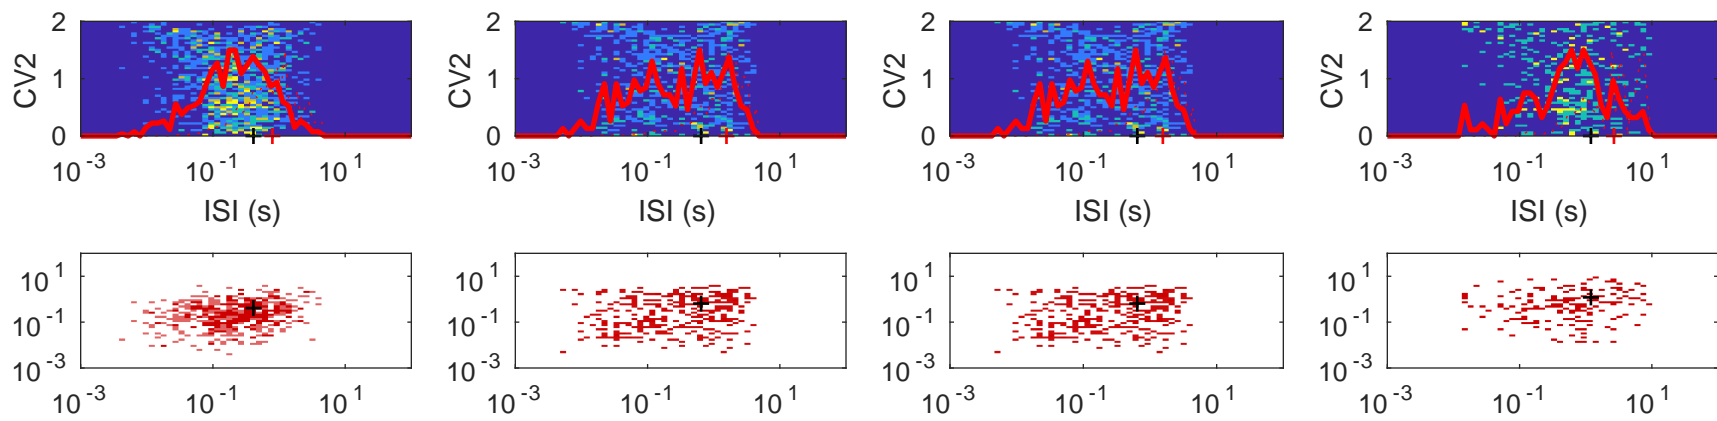 2 2 2 2
CV2 1 CV2 1 CV2 1 CV2 1
0 0 0 0
10^-3 10^-1 10^1 10^-3 10^-1 10^1 10^-3 10^-1 10^1 10^-3 10^-1 10^1
ISI (s) ISI (s) ISI (s) ISI (s)
10^1 10^1 10^1 10^1
10^-1 10^-1 10^-1 10^-1
10^-3 10^-3 10^-3 10^-3
10^-3 10^-1 10^1 10^-3 10^-1 10^1 10^-3 10^-1 10^1 10^-3 10^-1 10^1